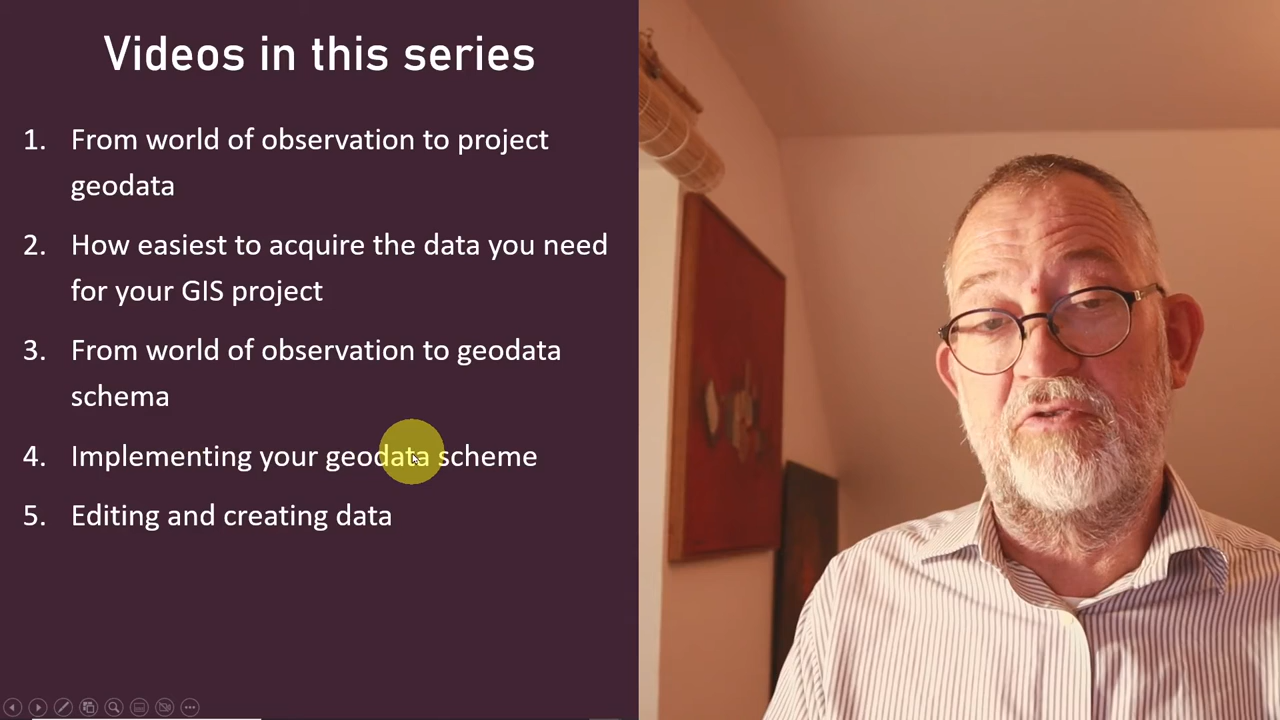 Videos in this series
1. From world of observation to project
geodata
2. How easiest to acquire the data you need
for your GIS project
3. From world of observation to geodata
schema
4. Implementing your geodata scheme
5. Editing and creating data